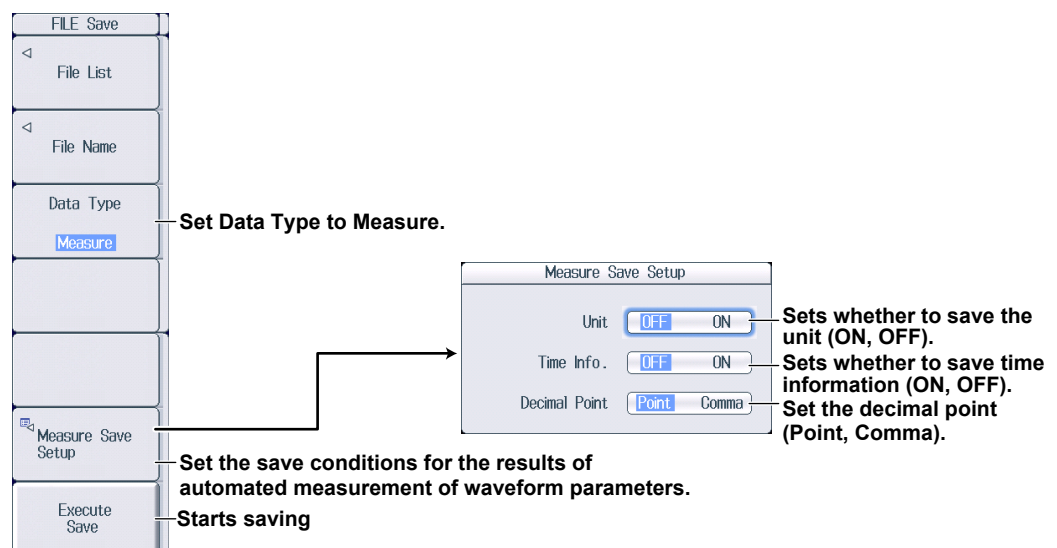 FILE Save
File List
File Name
Data Type
Measure
Set Data Type to Measure.
Measure Save Setup
Unit OFF ON
Sets whether to save the
unit (ON, OFF).
Time Info. OFF ON
Sets whether to save time
information (ON, OFF).
Decimal Point Point Comma
Set the decimal point
(Point, Comma).
Measure Save
Setup
Set the save conditions for the results of
automated measurement of waveform parameters.
Execute
Save
Starts saving